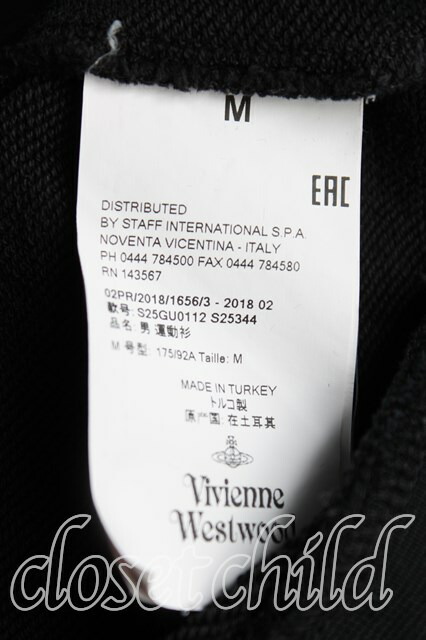 M
EAC
DISTRIBUTED
BY STAFF INTERNATIONAL S.P.A.
NOVENTA VICENTINA - ITALY
PH 0444 784500 FAX 0444 784580
RN 143567
02PR/2018/1656/3 - 2018 02
款号: S25GU0112 S25344
品名: 男 運動衫
M 号型: 175/92A Taille: M
MADE IN TURKEY
トルコ製
原产国: 在土耳其
Vivienne
Westwood
closet child